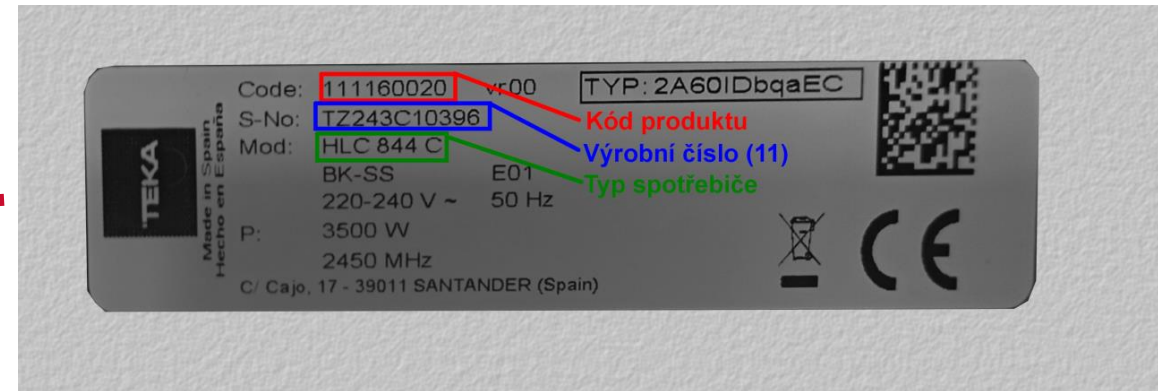 Code: 111160020 vr00 TYP: 2A60IDbqaEC
Kód produktu
S-No: TZ243C10396
Výrobní číslo (11)
Mod: HLC 844 C
Typ spotřebiče
BK-SS E01
220-240 V ~ 50 Hz
P: 3500 W
2450 MHz
C/ Cajo, 17 - 39011 SANTANDER (Spain)
TEKA
Made in Spain
Hecho en España
CE